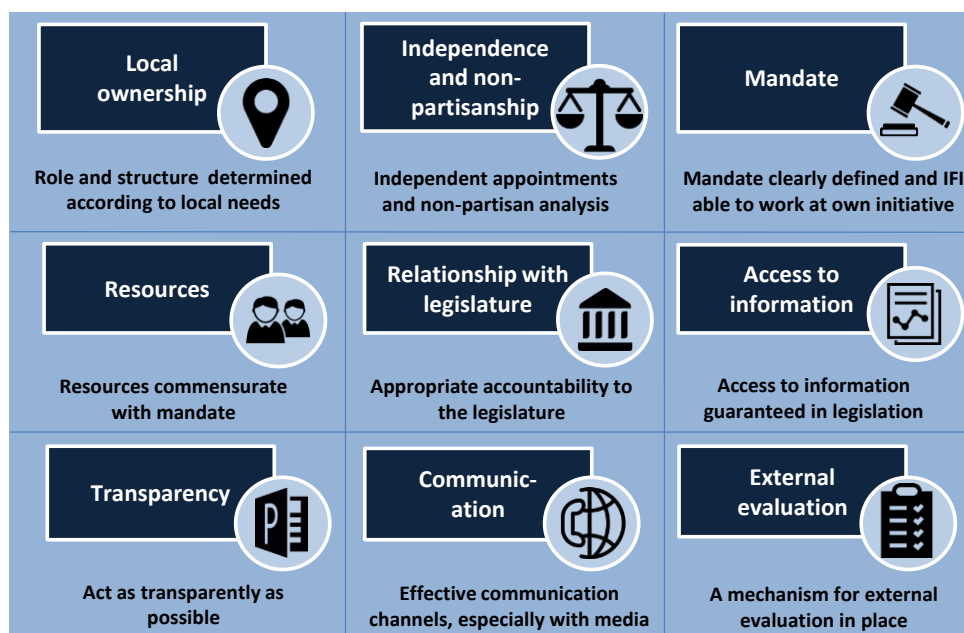 Local
ownership
Role and structure determined
according to local needs
Independence
and non-
partisanship
Independent appointments
and non-partisan analysis
Mandate
Mandate clearly defined and IFI
able to work at own initiative
Resources
Resources commensurate
with mandate
Relationship with
legislature
Appropriate accountability to
the legislature
Access to
information
Access to information
guaranteed in legislation
Transparency
P
Act as transparently as
possible
Communic-
ation
Effective communication
channels, especially with media
External
evaluation
A mechanism for external
evaluation in place